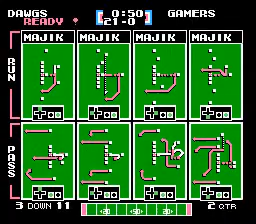 DAWGS 0:50 GAMERS
READY 21-0
MAJIK MAJIK MAJIK MAJIK
RUN
PASS
3 DOWN 11 2 QTR